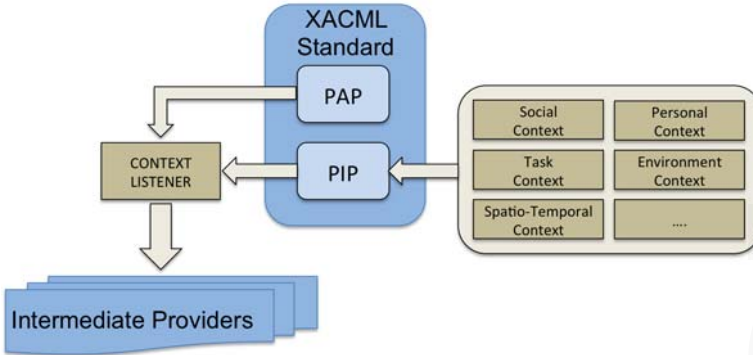 XACML
Standard
PAP
PIP
CONTEXT
LISTENER
Intermediate Providers
Social
Context
Personal
Context
Task
Context
Environment
Context
Spatio-Temporal
Context
....